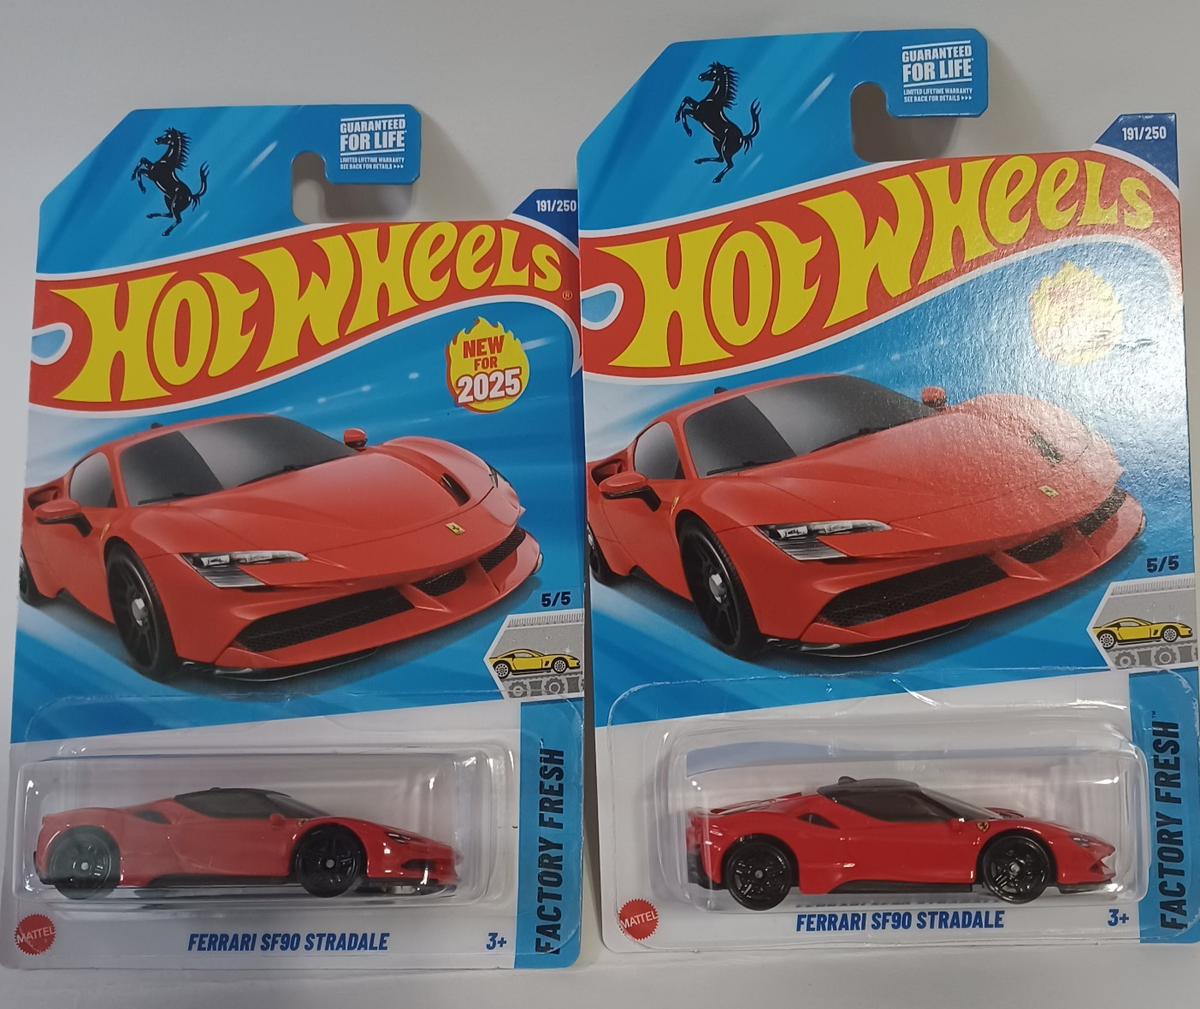 GUARANTEED
FOR LIFE
LIMITED LIFETIME WARRANTY
SEE BACK FOR DETAILS >>>
191/250
HOT WHEELS®
NEW
FOR
2025
5/5
FACTORY FRESH
MATTEL
FERRARI SF90 STRADALE
3+
GUARANTEED
FOR LIFE
LIMITED LIFETIME WARRANTY
SEE BACK FOR DETAILS >>>
191/250
HOT WHEELS
5/5
FACTORY FRESH™
MATTEL
FERRARI SF90 STRADALE
3+